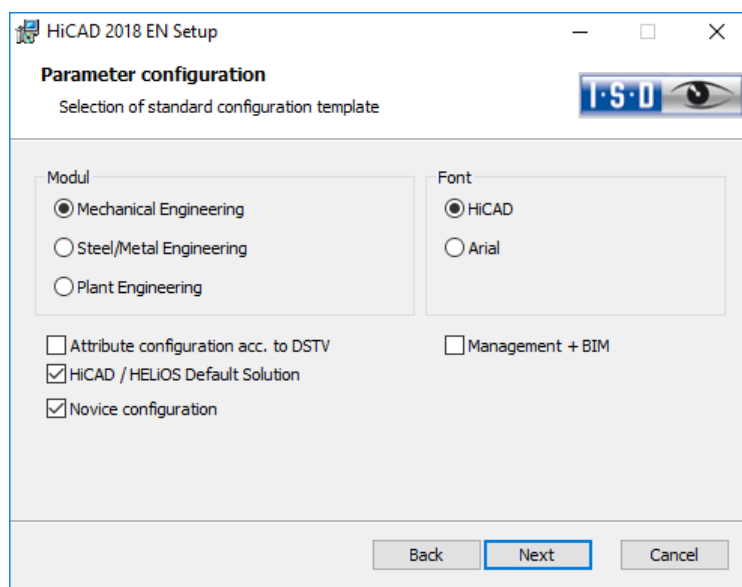 HiCAD 2018 EN Setup
Parameter configuration
Selection of standard configuration template
I·S·D
Modul
Mechanical Engineering
Steel/Metal Engineering
Plant Engineering
Font
HiCAD
Arial
Attribute configuration acc. to DSTV
Management + BIM
HiCAD / HELiOS Default Solution
Novice configuration
Back Next Cancel